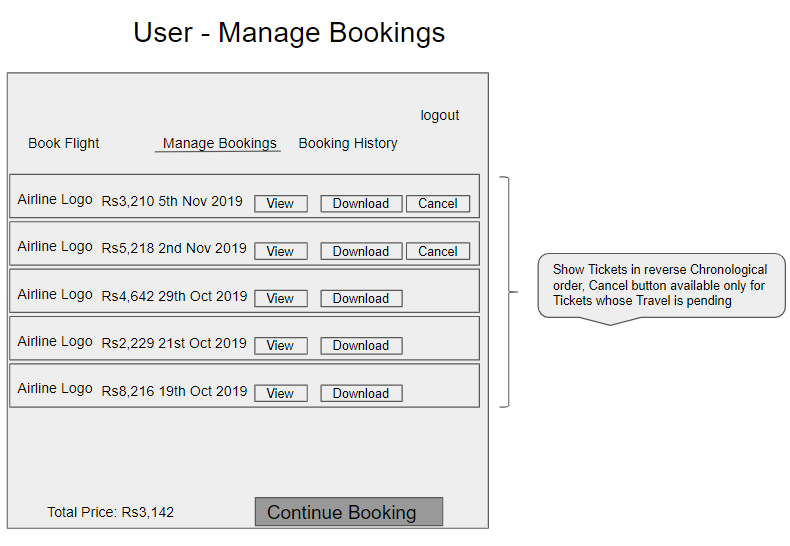 User - Manage Bookings
logout
Book Flight Manage Bookings Booking History
Airline Logo Rs3,210 5th Nov 2019 View Download Cancel
Airline Logo Rs5,218 2nd Nov 2019 View Download Cancel
Airline Logo Rs4,642 29th Oct 2019 View Download
Airline Logo Rs2,229 21st Oct 2019 View Download
Airline Logo Rs8,216 19th Oct 2019 View Download
Show Tickets in reverse Chronological
order, Cancel button available only for
Tickets whose Travel is pending
Total Price: Rs3,142 Continue Booking